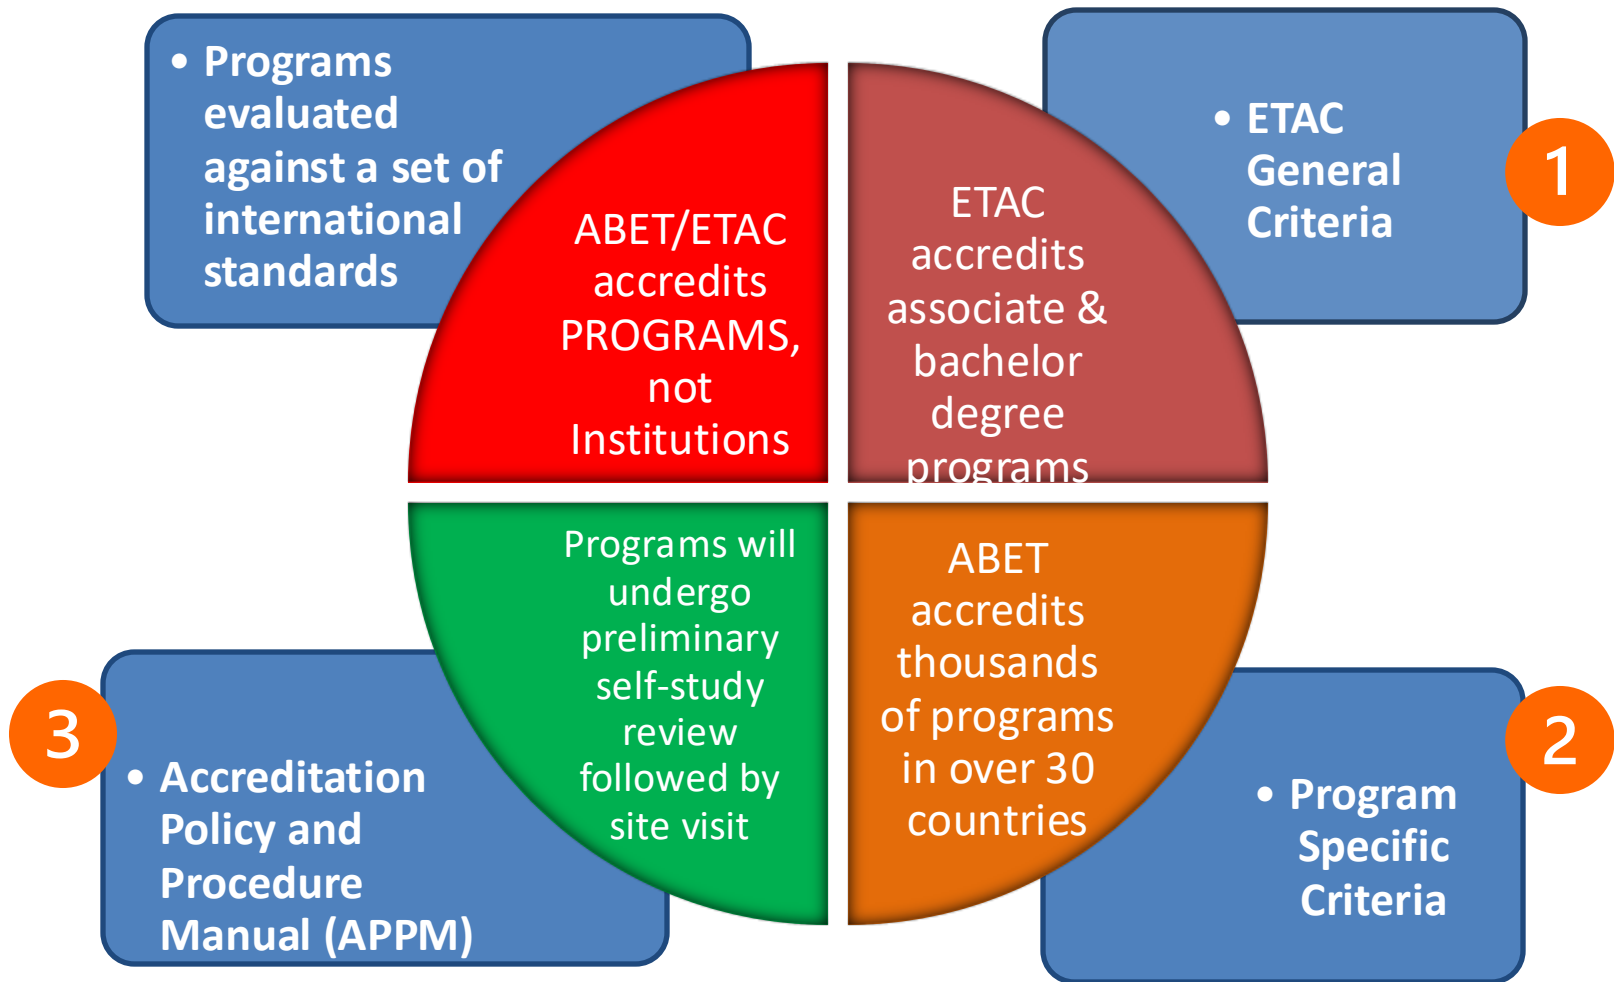 • Programs
evaluated
against a set of
international
standards
ABET/ETAC
accredits
PROGRAMS,
not
Institutions
ETAC
accredits
associate &
bachelor
degree
programs
• ETAC
General
Criteria
1
3
• Accreditation
Policy and
Procedure
Manual (APPM)
Programs will
undergo
preliminary
self-study
review
followed by
site visit
ABET
accredits
thousands
of programs
in over 30
countries
2
• Program
Specific
Criteria